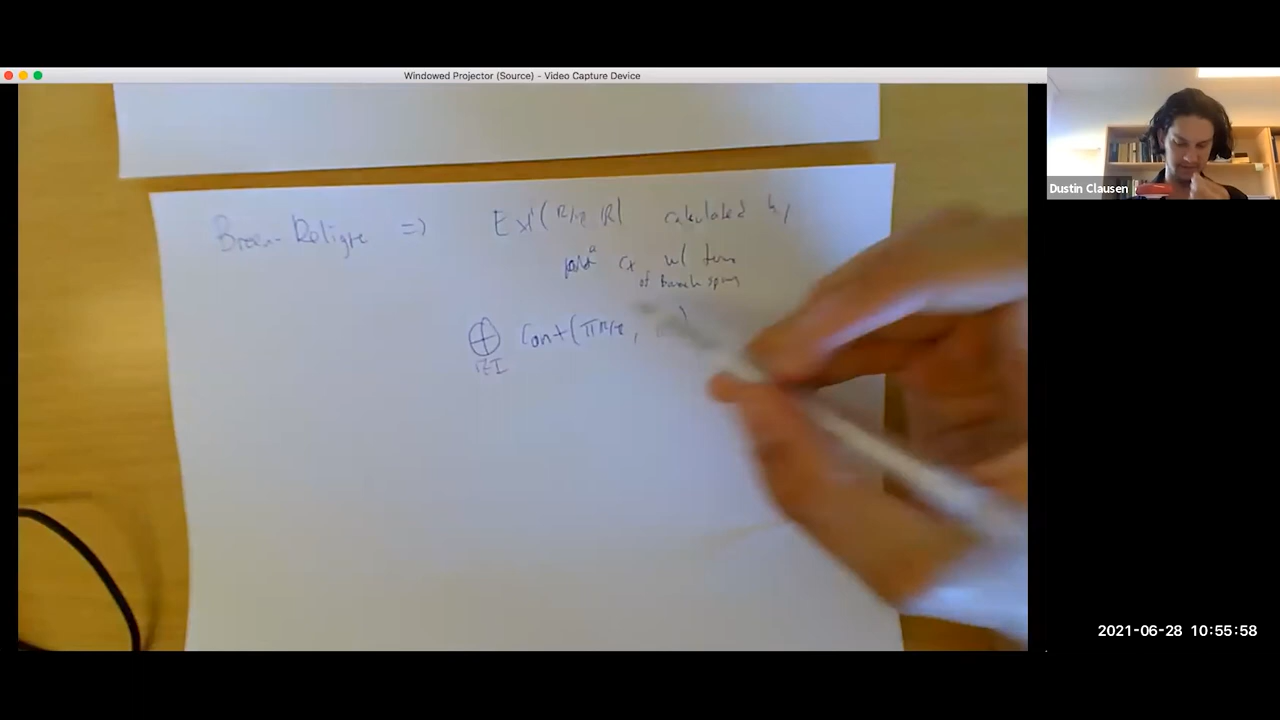 Windowed Projector (Source) - Video Capture Device
Dustin Clausen
Breen-Deligne => Ext^i(R/Z, R) calculated by
cx w/ terms
of Banach spaces
⊕ Cont(πR/Z,
i∈I
2021-06-28 10:55:58